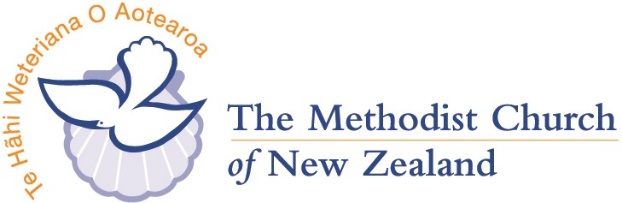 Te Hāhi Weteriana O Aotearoa
The Methodist Church
of New Zealand